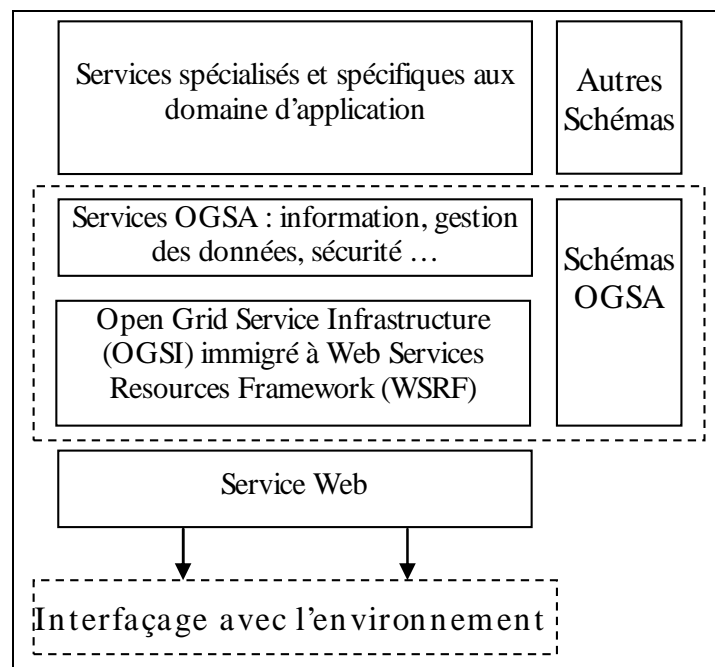 Services spécialisés et spécifiques aux
domaine d'application
Autres
Schémas
Services OGSA : information, gestion
des données, sécurité …
Schémas
OGSA
Open Grid Service Infrastructure
(OGSI) immigré à Web Services
Resources Framework (WSRF)
Service Web
Interfaçage avec l'environnement